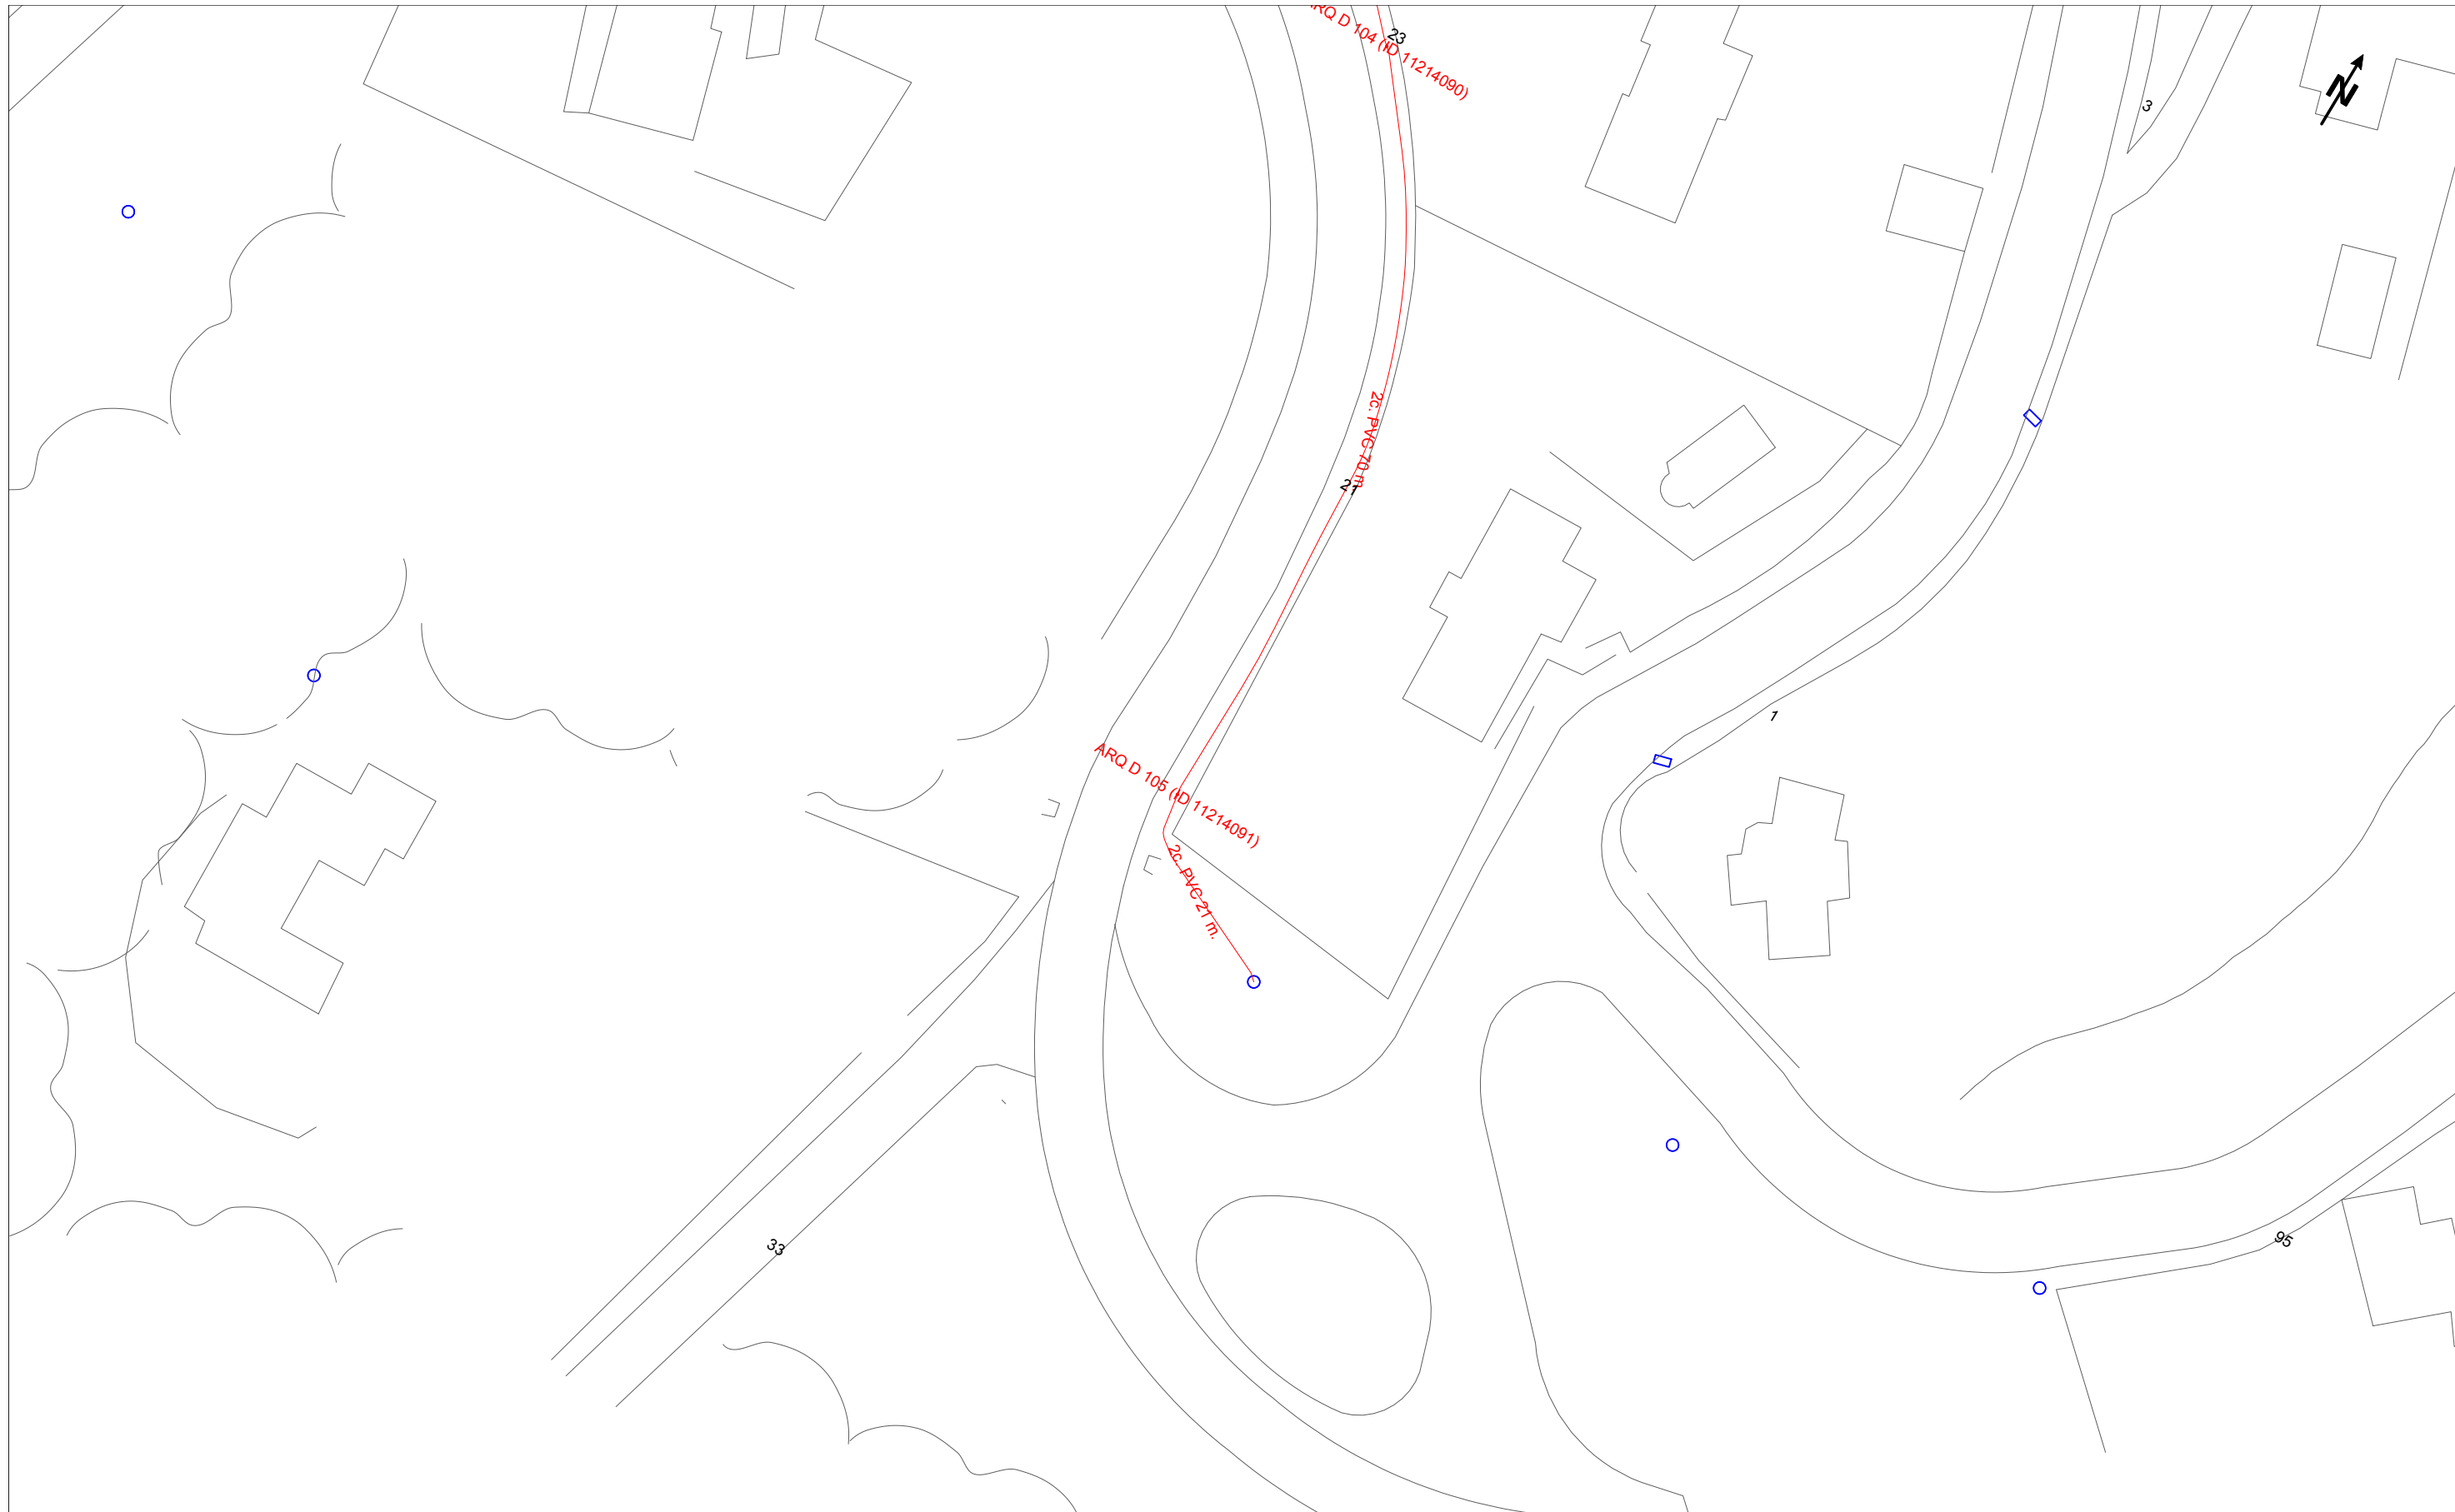 ARQ D 104 (ID 11214090)
23
N
3
2c. PVC 70 m.
21
1
ARQ D 105 (ID 11214091)
2c. PVC 21 m.
33
95